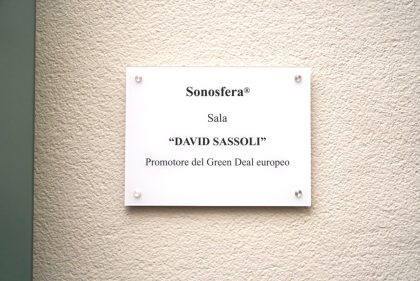 Sonosfera®
Sala
“DAVID SASSOLI”
Promotore del Green Deal europeo